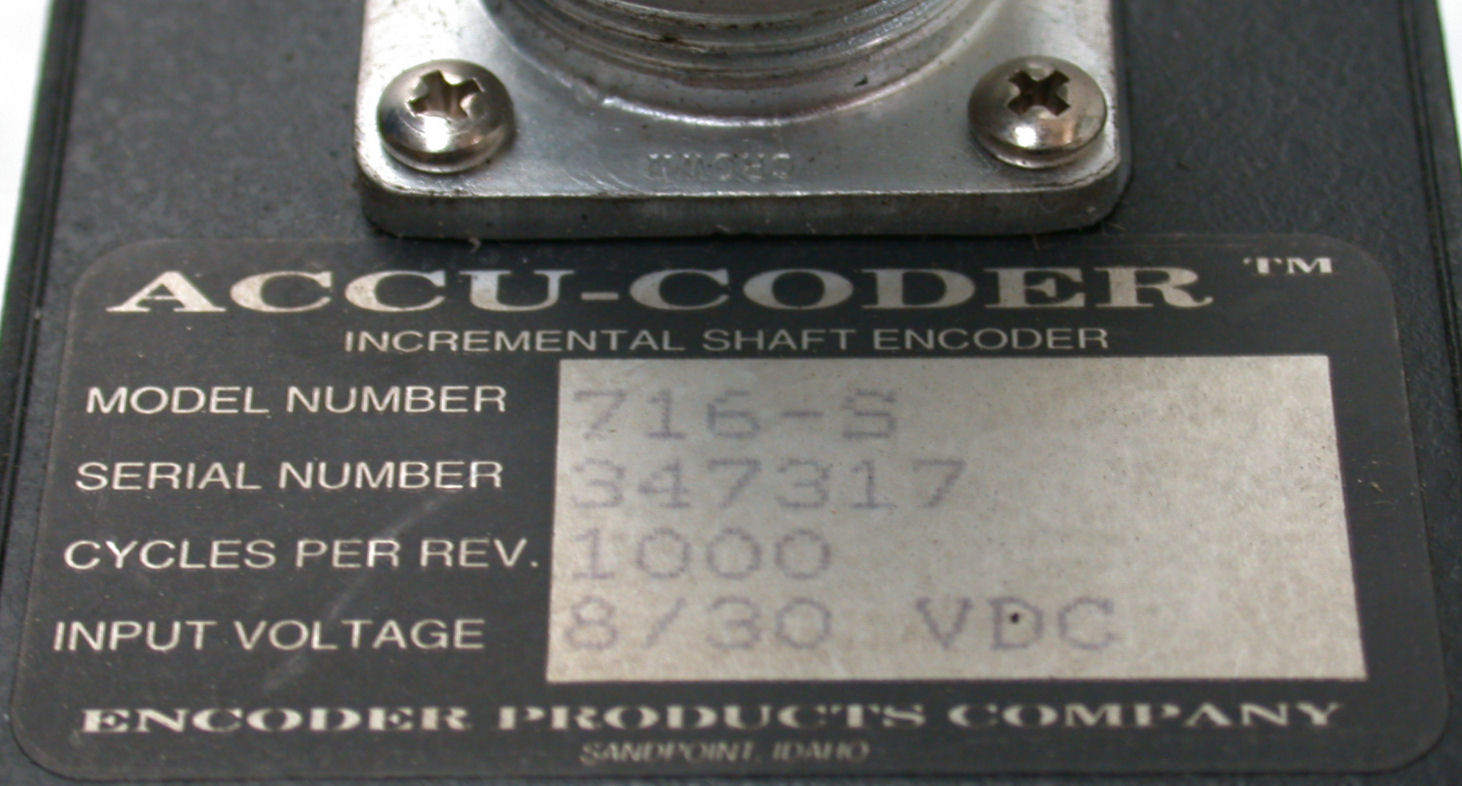 ACCU-CODER™
INCREMENTAL SHAFT ENCODER
MODEL NUMBER 716-S
SERIAL NUMBER 347317
CYCLES PER REV. 1000
INPUT VOLTAGE 8/30 VDC
ENCODER PRODUCTS COMPANY
SANDPOINT, IDAHO